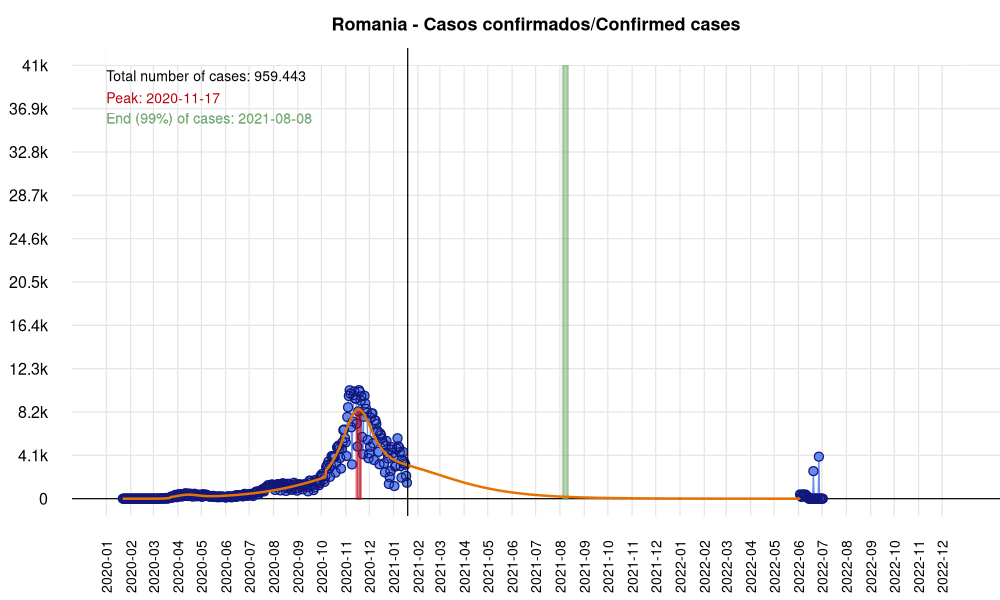 Romania - Casos confirmados/Confirmed cases
41k
Total number of cases: 959.443
Peak: 2020-11-17
36.9k
End (99%) of cases: 2021-08-08
32.8k
28.7k
24.6k
20.5k
16.4k
12.3k
8.2k
4.1k
0
2020-01
2020-02
2020-03
2020-04
2020-05
2020-06
2020-07
2020-08
2020-09
2020-10
2020-11
2020-12
2021-01
2021-02
2021-03
2021-04
2021-05
2021-06
2021-07
2021-08
2021-09
2021-10
2021-11
2021-12
2022-01
2022-02
2022-03
2022-04
2022-05
2022-06
2022-07
2022-08
2022-09
2022-10
2022-11
2022-12